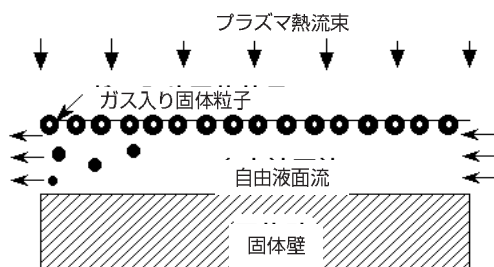 プラズマ熱流束
ガス入り固体粒子
自由液面流
固体壁